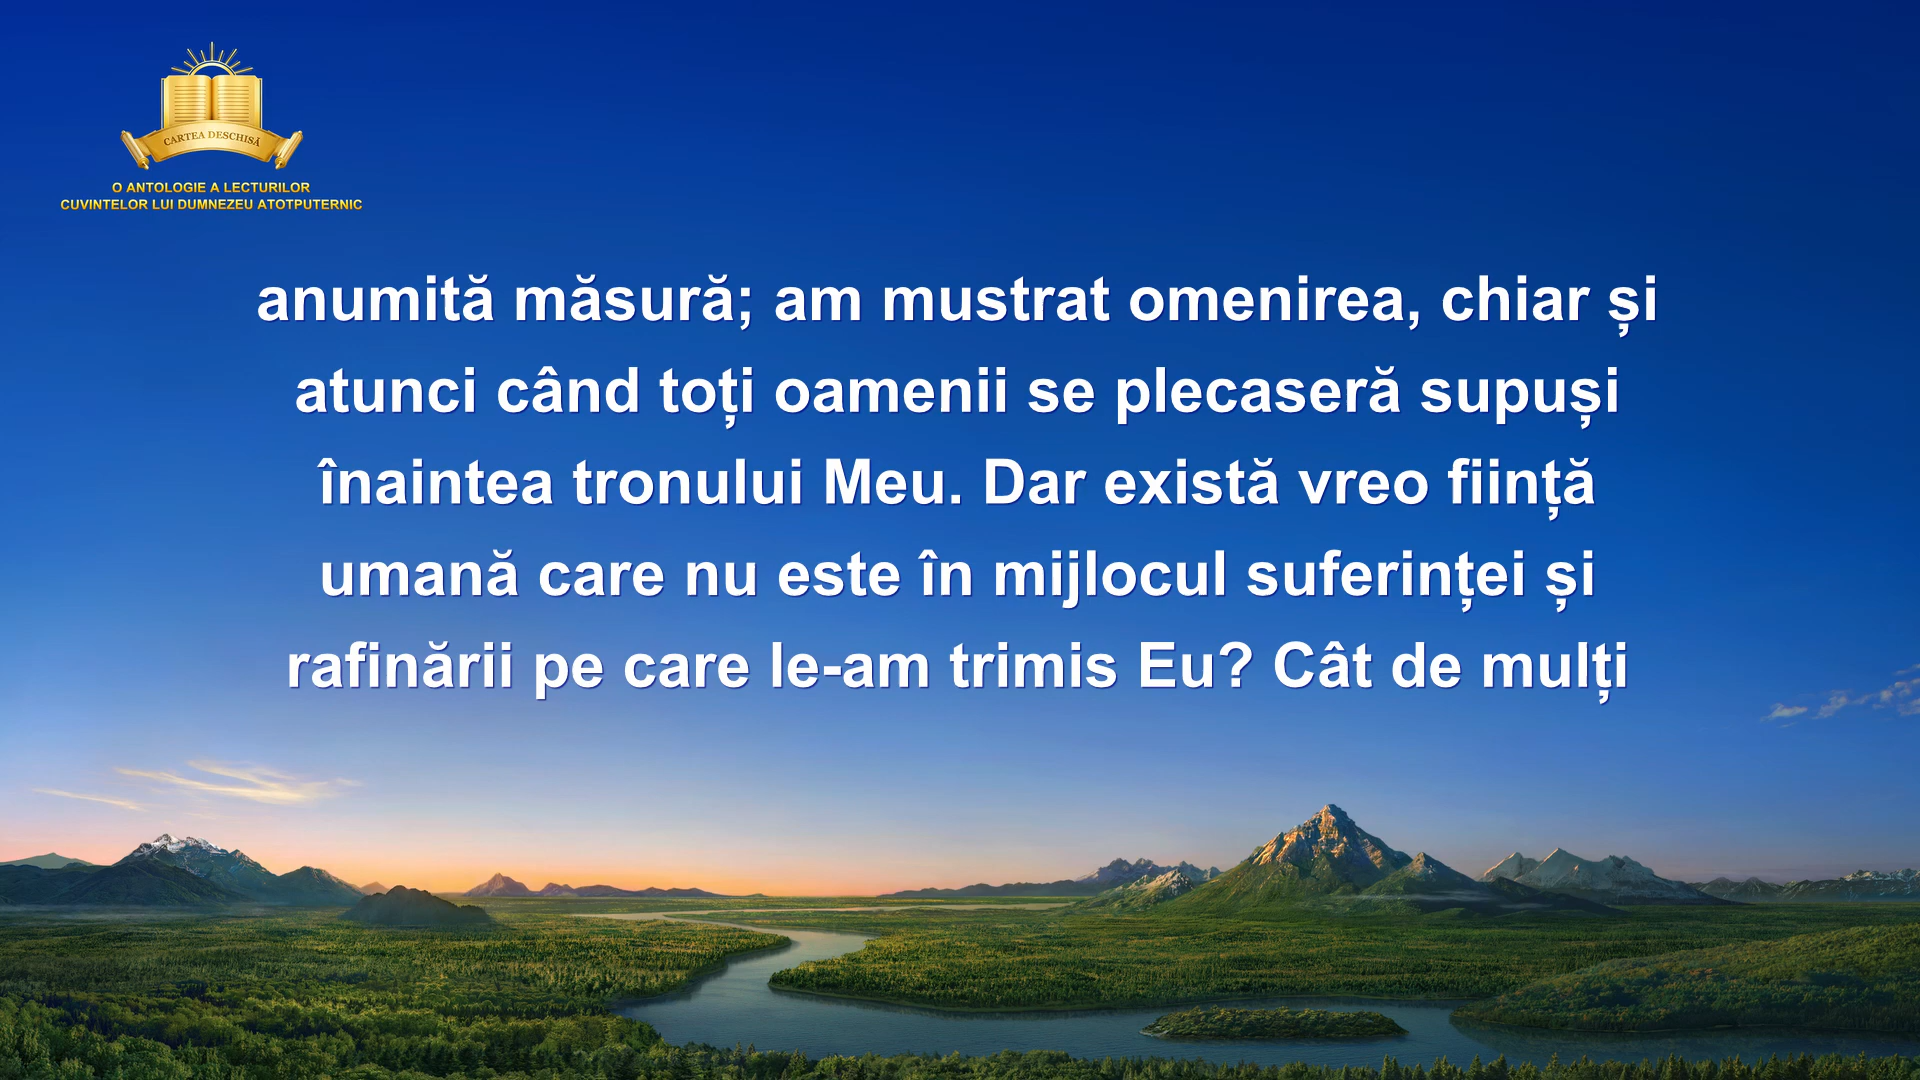 CARTEA DESCHISĂ
O ANTOLOGIE A LECTURILOR
CUVINTELOR LUI DUMNEZEU ATOTPUTERNIC
anumită măsură; am mustrat omenirea, chiar și
atunci când toți oamenii se plecaseră supuși
înaintea tronului Meu. Dar există vreo ființă
umană care nu este în mijlocul suferinței și
rafinării pe care le-am trimis Eu? Cât de mulți